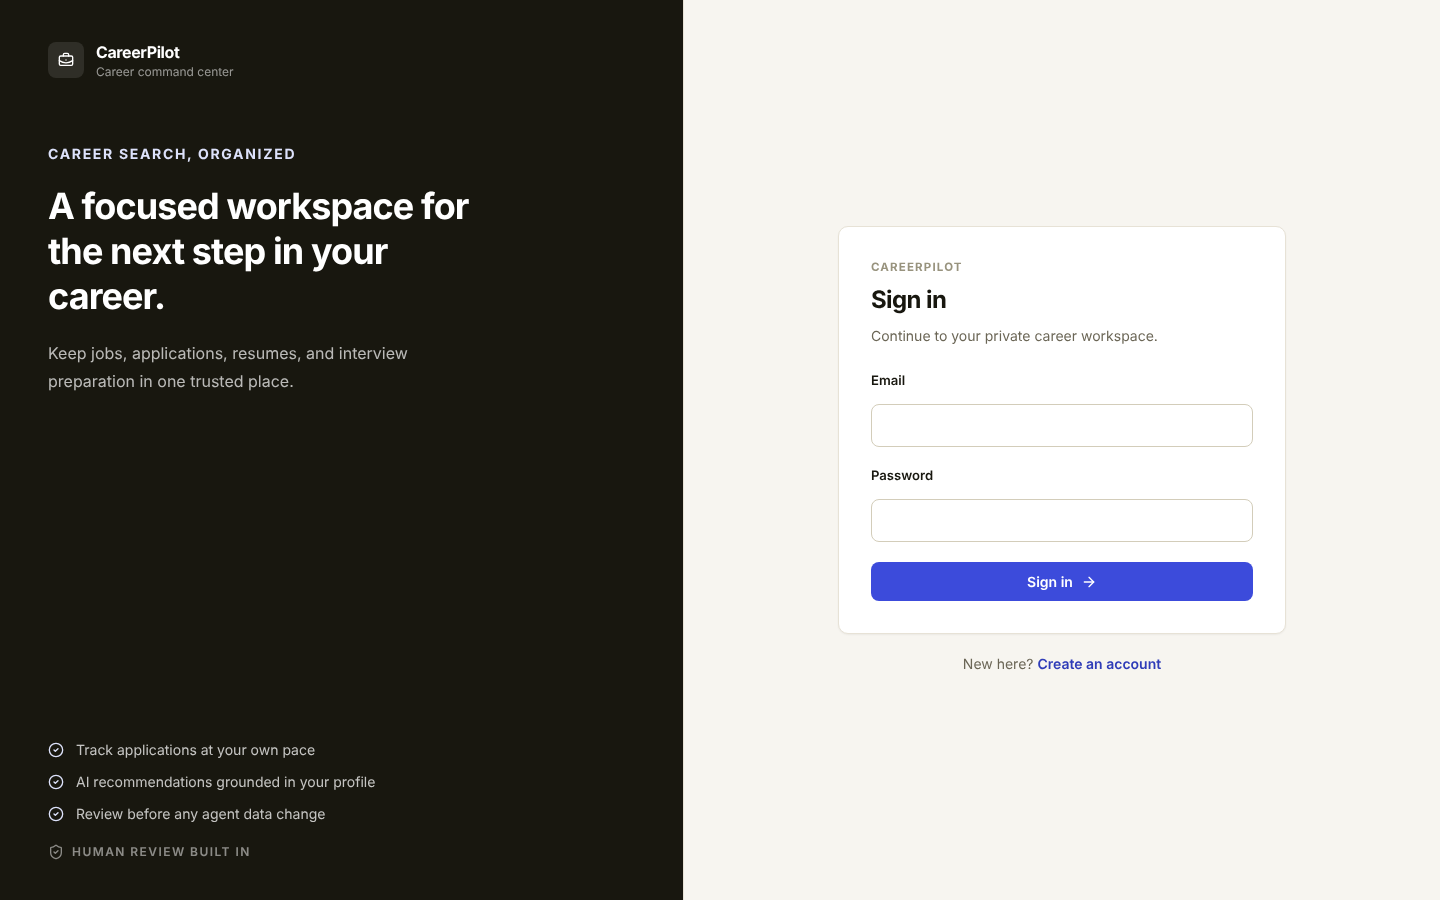 CareerPilot
Career command center
CAREER SEARCH, ORGANIZED
A focused workspace for
the next step in your
career.
Keep jobs, applications, resumes, and interview
preparation in one trusted place.
Track applications at your own pace
AI recommendations grounded in your profile
Review before any agent data change
HUMAN REVIEW BUILT IN
CAREERPILOT
Sign in
Continue to your private career workspace.
Email
Password
Sign in
New here? Create an account